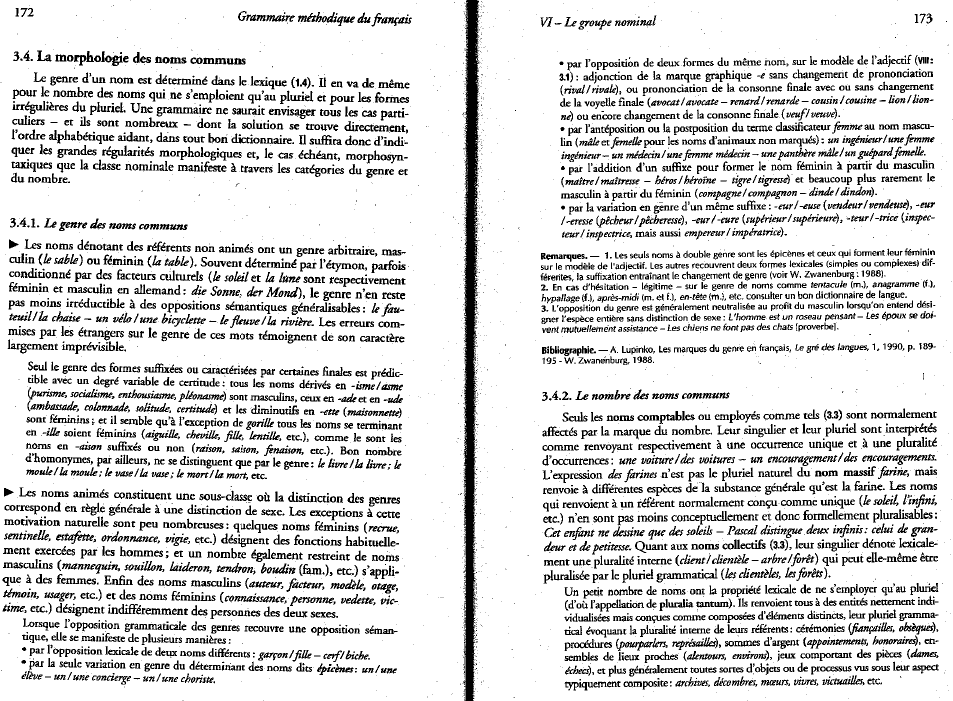 172
Grammaire méthodique du français
3.4. La morphologie des noms communs
Le genre d'un nom est déterminé dans le lexique (1.4). Il en va de même
pour le nombre des noms qui ne s'emploient qu'au pluriel et pour les formes
irrégulières du pluriel. Une grammaire ne saurait envisager tous les cas parti-
culiers – et ils sont nombreux – dont la solution se trouve directement,
l'ordre alphabétique aidant, dans tout bon dictionnaire. Il suffira donc d'indi-
quer les grandes régularités morphologiques et, le cas échéant, morphosyn-
taxiques que la classe nominale manifeste à travers les catégories du genre et
du nombre.
3.4.1. Le genre des noms communs
► Les noms dénotant des référents non animés ont un genre arbitraire, mas-
culin (le sable) ou féminin (la table). Souvent déterminé par l'étymon, parfois
conditionné par des facteurs culturels (le soleil et la lune sont respectivement
féminin et masculin en allemand : die Sonne, der Mond), le genre n'en reste
pas moins irréductible à des oppositions sémantiques généralisables : le fau-
teuil / la chaise – un vélo / une bicyclette – le fleuve / la rivière. Les erreurs com-
mises par les étrangers sur le genre de ces mots témoignent de son caractère
largement imprévisible.
Seul le genre des formes suffixées ou caractérisées par certaines finales est prédic-
tible avec un degré variable de certitude : tous les noms dérivés en -isme / asme
(purisme, socialisme, enthousiasme, pléonasme) sont masculins, ceux en -ade et en -ude
(ambassade, colonnade, solitude, certitude) et les diminutifs en -ette (maisonnette)
sont féminins ; et il semble qu'à l'exception de gorille tous les noms se terminant
en -ille soient féminins (aiguille, cheville, fille, lentille, etc.), comme le sont les
noms en -aison suffixés ou non (raison, saison, fenaison, etc.). Bon nombre
d'homonymes, par ailleurs, ne se distinguent que par le genre : le livre / la livre ; le
moule / la moule ; le vase / la vase ; le mort / la mort, etc.
► Les noms animés constituent une sous-classe où la distinction des genres
correspond en règle générale à une distinction de sexe. Les exceptions à cette
motivation naturelle sont peu nombreuses : quelques noms féminins (recrue,
sentinelle, estafette, ordonnance, vigie, etc.) désignent des fonctions habituelle-
ment exercées par les hommes ; et un nombre également restreint de noms
masculins (mannequin, souillon, laideron, tendron, boudin (fam.), etc.) s'appli-
que à des femmes. Enfin des noms masculins (auteur, facteur, modèle, otage,
témoin, usager, etc.) et des noms féminins (connaissance, personne, vedette, vic-
time, etc.) désignent indifféremment des personnes des deux sexes.
Lorsque l'opposition grammaticale des genres recouvre une opposition séman-
tique, elle se manifeste de plusieurs manières :
• par l'opposition lexicale de deux noms différents : garçon / fille – cerf / biche.
• par la seule variation en genre du déterminant des noms dits épicènes : un / une
élève – un / une concierge – un / une choriste.
VI – Le groupe nominal
173
• par l'opposition de deux formes du même nom, sur le modèle de l'adjectif (VIII :
3.1) : adjonction de la marque graphique -e sans changement de prononciation
(rival / rivale), ou prononciation de la consonne finale avec ou sans changement
de la voyelle finale (avocat / avocate – renard / renarde – cousin / cousine – lion / lion-
ne) ou encore changement de la consonne finale (veuf / veuve).
• par l'antéposition ou la postposition du terme classificateur femme au nom mascu-
lin (mâle et femelle pour les noms d'animaux non marqués) : un ingénieur / une femme
ingénieur – un médecin / une femme médecin – une panthère mâle / un guépard femelle.
• par l'addition d'un suffixe pour former le nom féminin à partir du masculin
(maître / maîtresse – héros / héroïne – tigre / tigresse) et beaucoup plus rarement le
masculin à partir du féminin (compagne / compagnon – dinde / dindon).
• par la variation en genre d'un même suffixe : -eur / -euse (vendeur / vendeuse), -eur
/ -eresse (pêcheur / pécheresse), -eur / -eure (supérieur / supérieure), -teur / -trice (inspec-
teur / inspectrice, mais aussi empereur / impératrice).
Remarques. — 1. Les seuls noms à double genre sont les épicènes et ceux qui forment leur féminin
sur le modèle de l'adjectif. Les autres recouvrent deux formes lexicales (simples ou complexes) dif-
férentes, la suffixation entraînant le changement de genre (voir W. Zwanenburg : 1988).
2. En cas d'hésitation – légitime – sur le genre de noms comme tentacule (m.), anagramme (f.),
hypallage (f.), après-midi (m. et f.), en-tête (m.), etc. consulter un bon dictionnaire de langue.
3. L'opposition du genre est généralement neutralisée au profit du masculin lorsqu'on entend dési-
gner l'espèce entière sans distinction de sexe : L'homme est un roseau pensant – Les époux se doi-
vent mutuellement assistance – Les chiens ne font pas des chats [proverbe].
Bibliographie. — A. Lupinko, Les marques du genre en français, Le gré des langues, 1, 1990, p. 189-
195 - W. Zwanenburg, 1988.
3.4.2. Le nombre des noms communs
Seuls les noms comptables ou employés comme tels (3.3) sont normalement
affectés par la marque du nombre. Leur singulier et leur pluriel sont interprétés
comme renvoyant respectivement à une occurrence unique et à une pluralité
d'occurrences : une voiture / des voitures – un encouragement / des encouragements.
L'expression des farines n'est pas le pluriel naturel du nom massif farine, mais
renvoie à différentes espèces de la substance générale qu'est la farine. Les noms
qui renvoient à un référent normalement conçu comme unique (le soleil, l'infini,
etc.) n'en sont pas moins conceptuellement et donc formellement pluralisables :
Cet enfant ne dessine que des soleils – Pascal distingue deux infinis : celui de gran-
deur et de petitesse. Quant aux noms collectifs (3.3), leur singulier dénote lexicale-
ment une pluralité interne (client / clientèle – arbre / forêt) qui peut elle-même être
pluralisée par le pluriel grammatical (les clientèles, les forêts).
Un petit nombre de noms ont la propriété lexicale de ne s'employer qu'au pluriel
(d'où l'appellation de pluralia tantum). Ils renvoient tous à des entités nettement indi-
vidualisées mais conçues comme composées d'éléments distincts, leur pluriel gramma-
tical évoquant la pluralité interne de leurs référents : cérémonies (fiançailles, obsèques),
procédures (pourparlers, représailles), sommes d'argent (appointements, honoraires), en-
sembles de lieux proches (alentours, environs), jeux comportant des pièces (dames,
échecs), et plus généralement toutes sortes d'objets ou de processus vus sous leur aspect
typiquement composite : archives, décombres, mœurs, vivres, victuailles, etc.